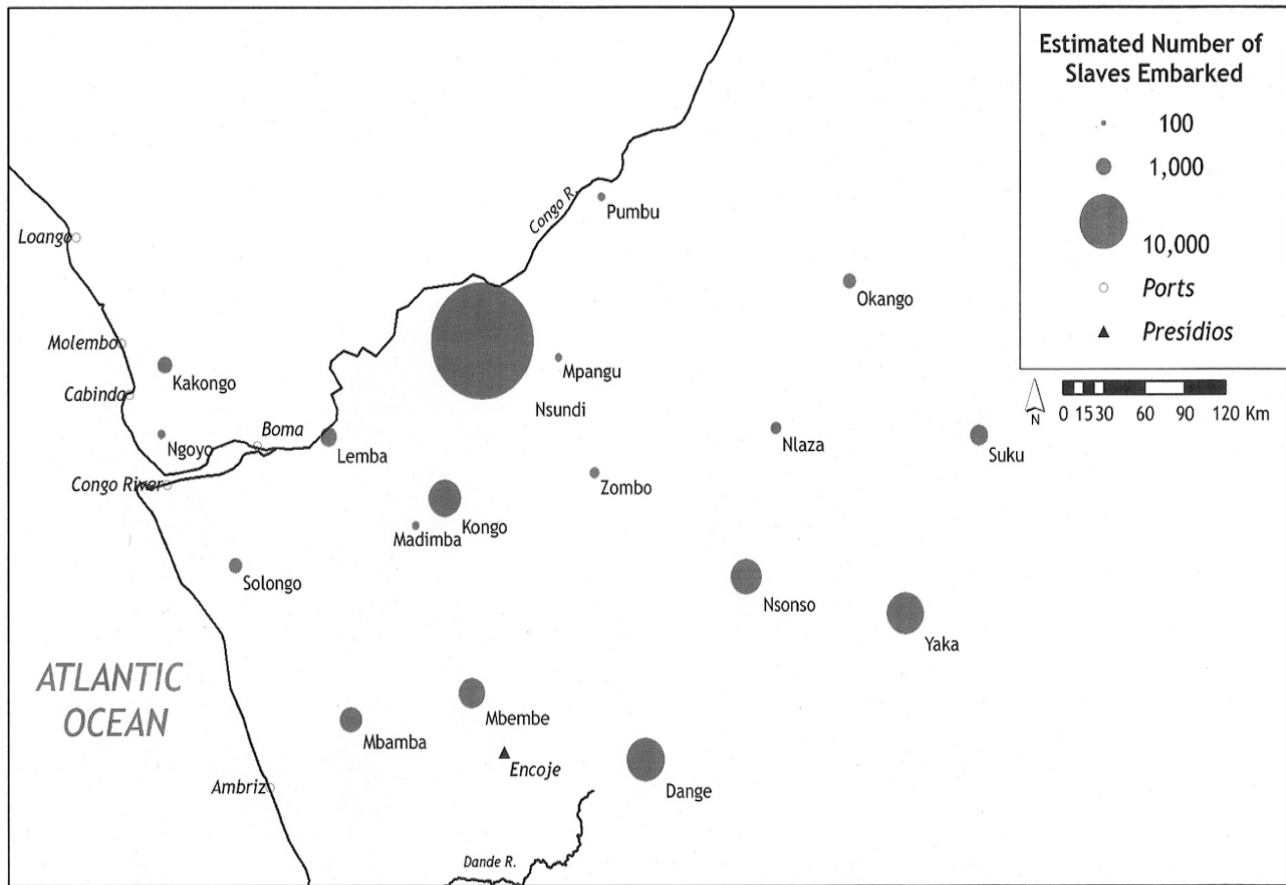 Estimated Number of
Slaves Embarked
100
1,000
10,000
Ports
Presídios
N
0 15 30 60 90 120 Km
Congo R.
Pumbu
Loango
Okango
Molembo
Mpangu
Kakongo
Cabinda
Nsundi
Boma
Ngoyo
Lemba
Nlaza
Suku
Congo River
Zombo
Kongo
Madimba
Solongo
Nsonso
Yaka
ATLANTIC
OCEAN
Mbembe
Mbamba
Encoje
Ambriz
Dange
Dande R.